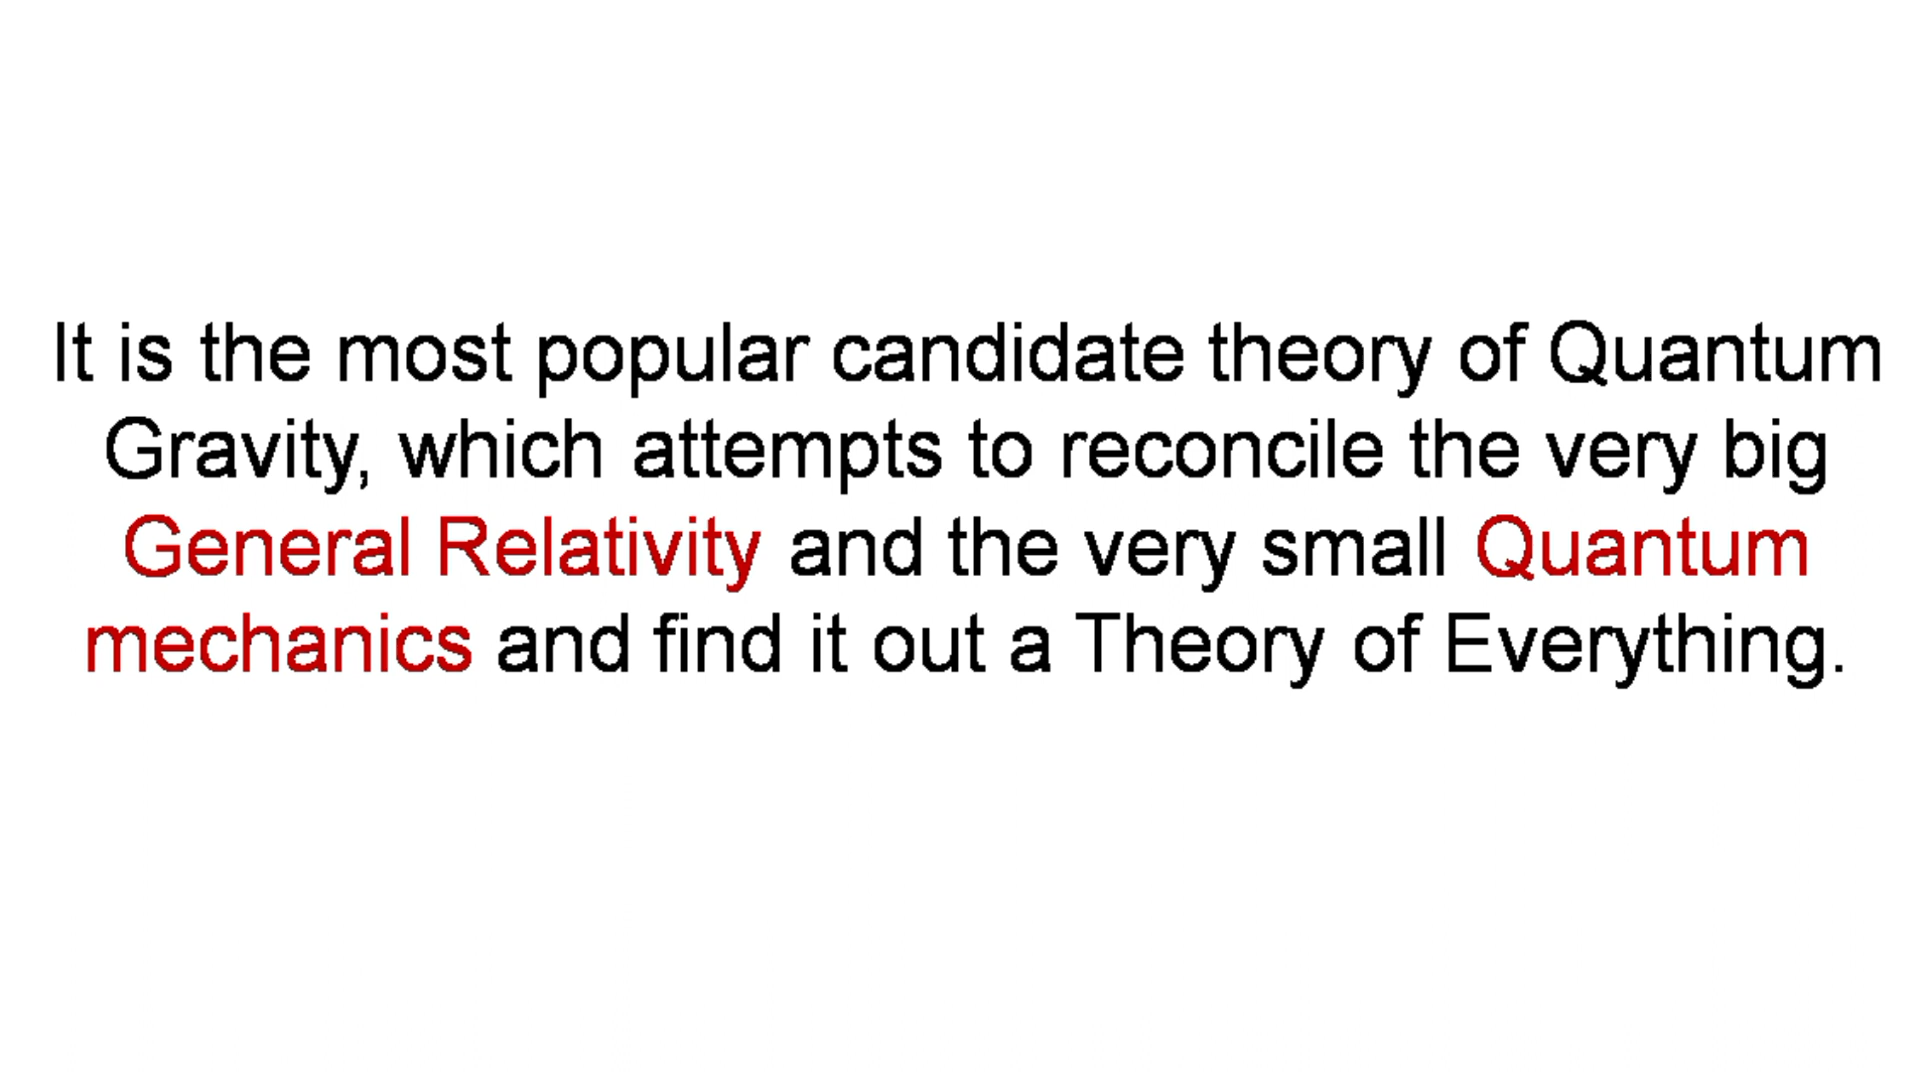 It is the most popular candidate theory of Quantum
Gravity, which attempts to reconcile the very big
General Relativity and the very small Quantum
mechanics and find it out a Theory of Everything.